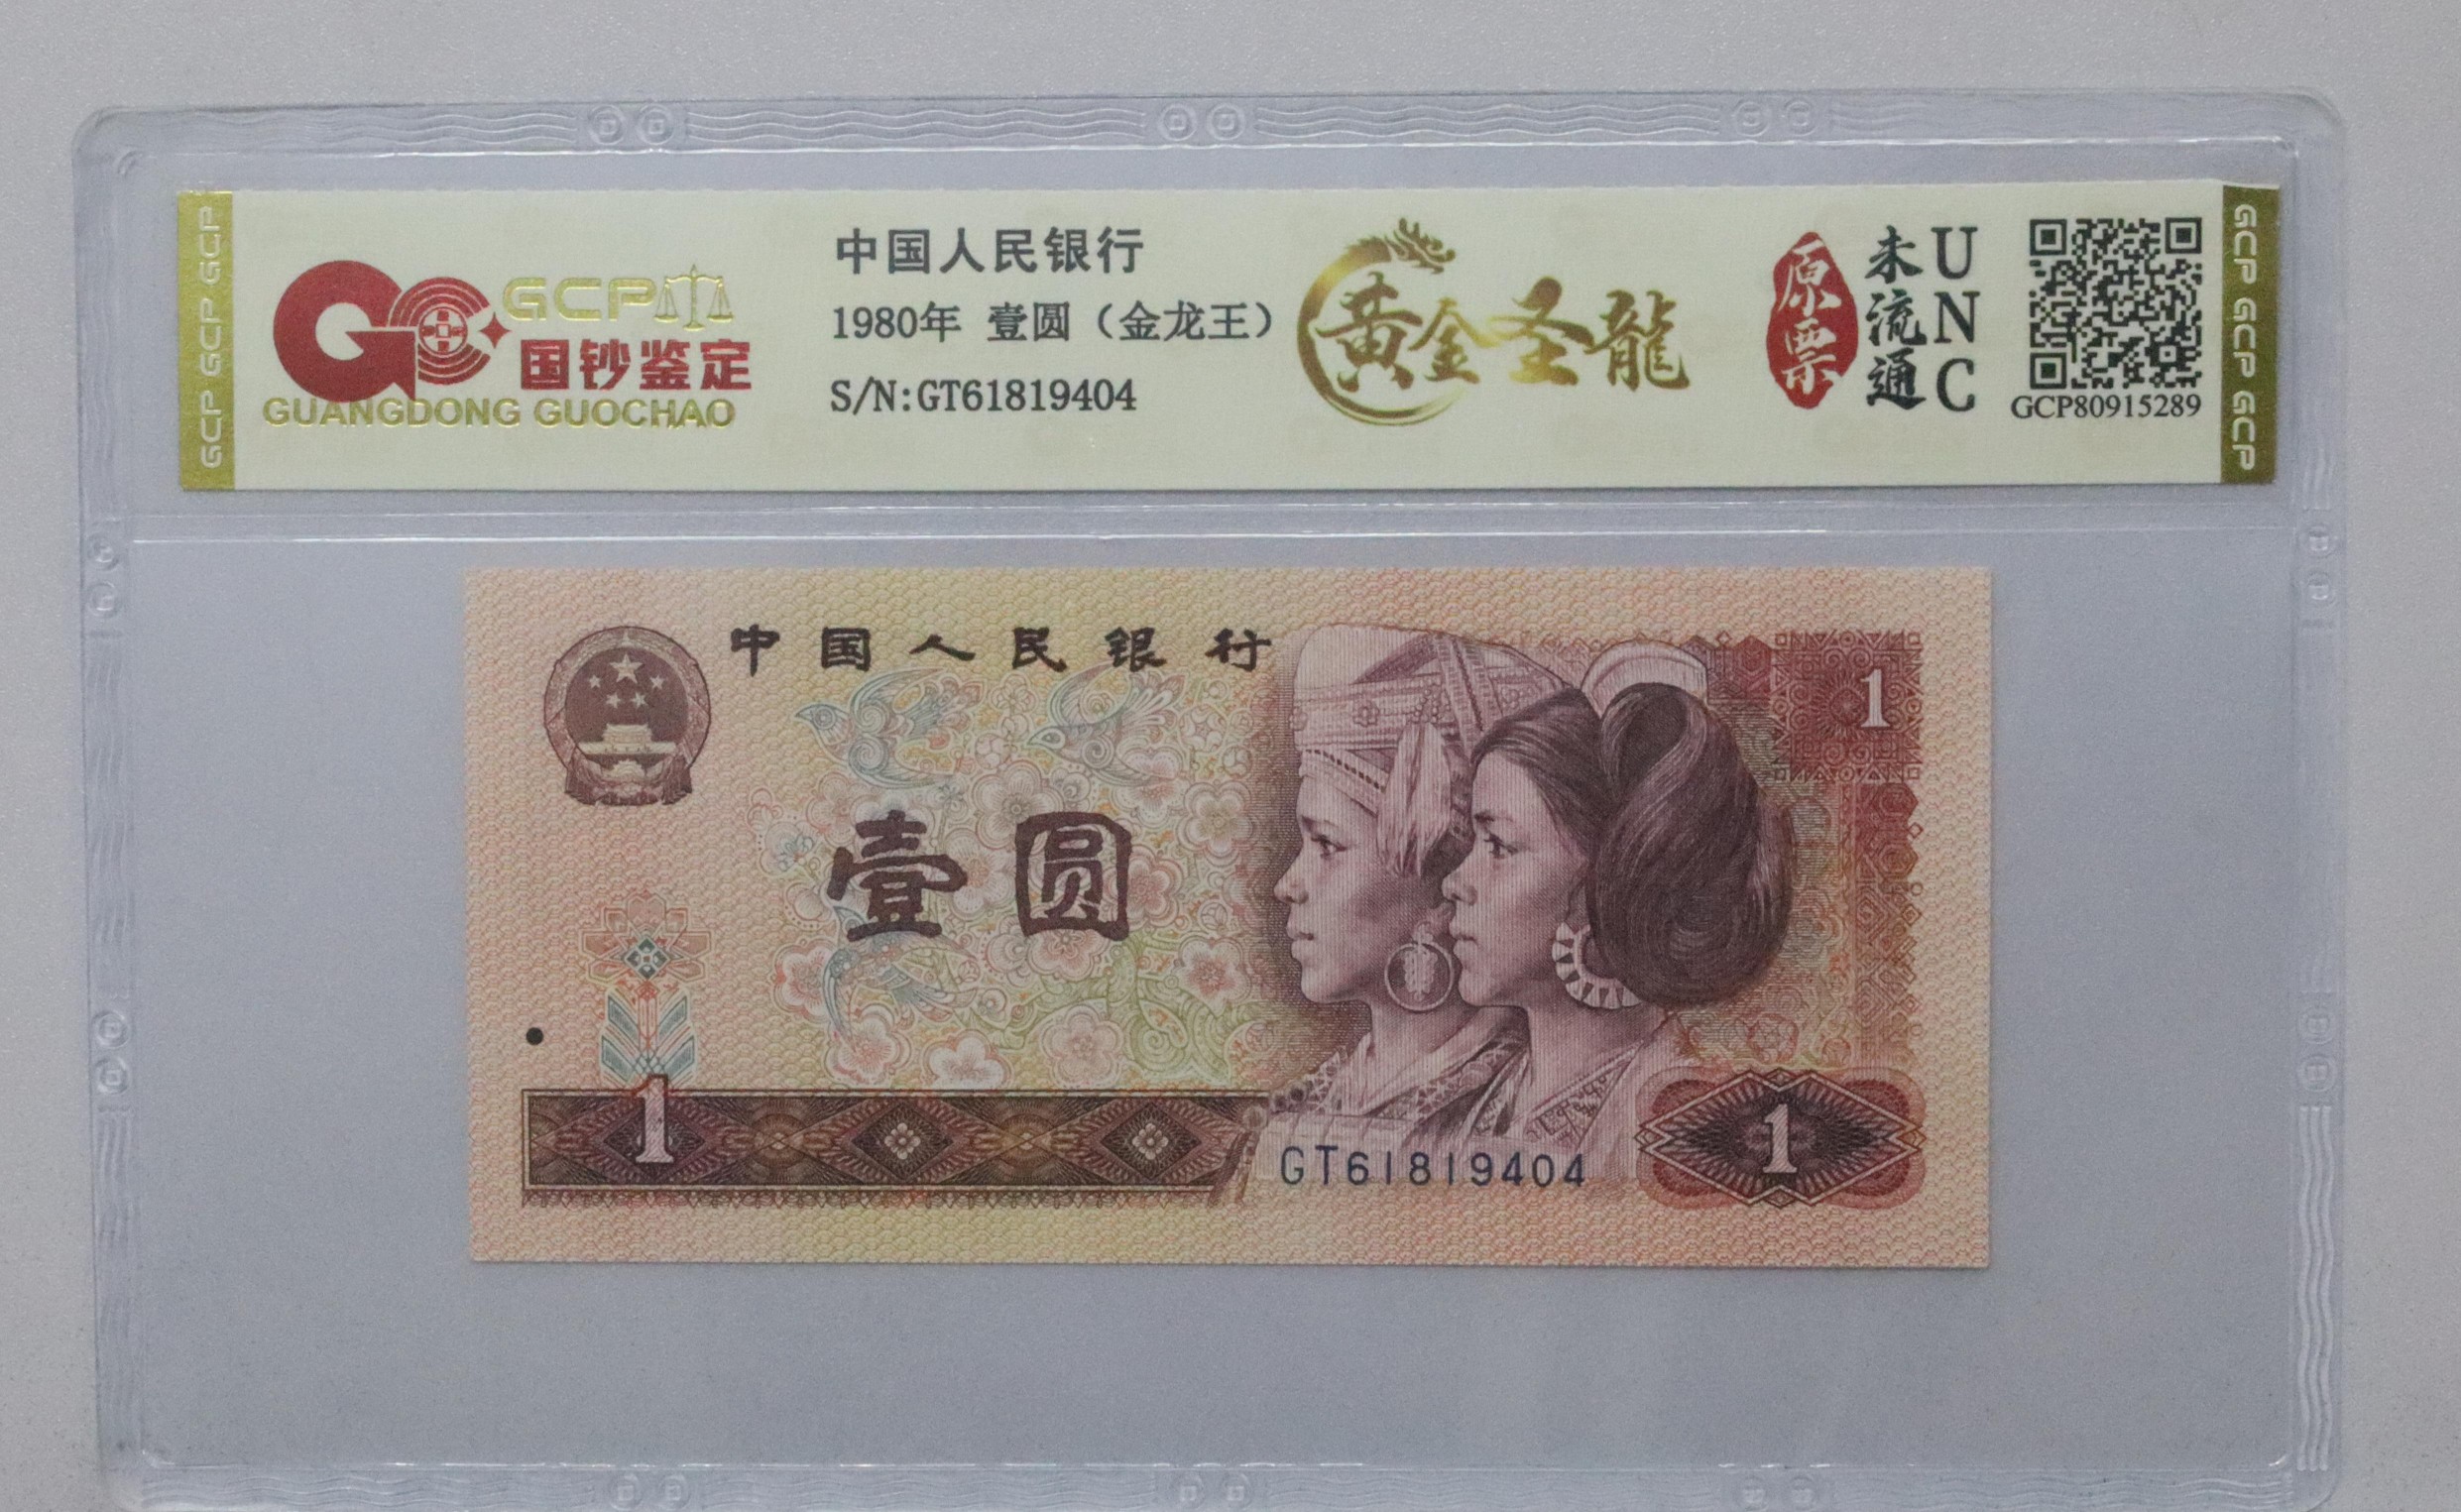 GCP GCP GCP
GCP
国钞鉴定
GUANGDONG GUOCHAO
中国人民银行
1980年 壹圆（金龙王）
S/N:GT61819404
黄金圣龍
原票
未流通
UNC
GCP80915289
GCP GCP GCP
中国人民银行
1
壹圆
1
GT61819404
1